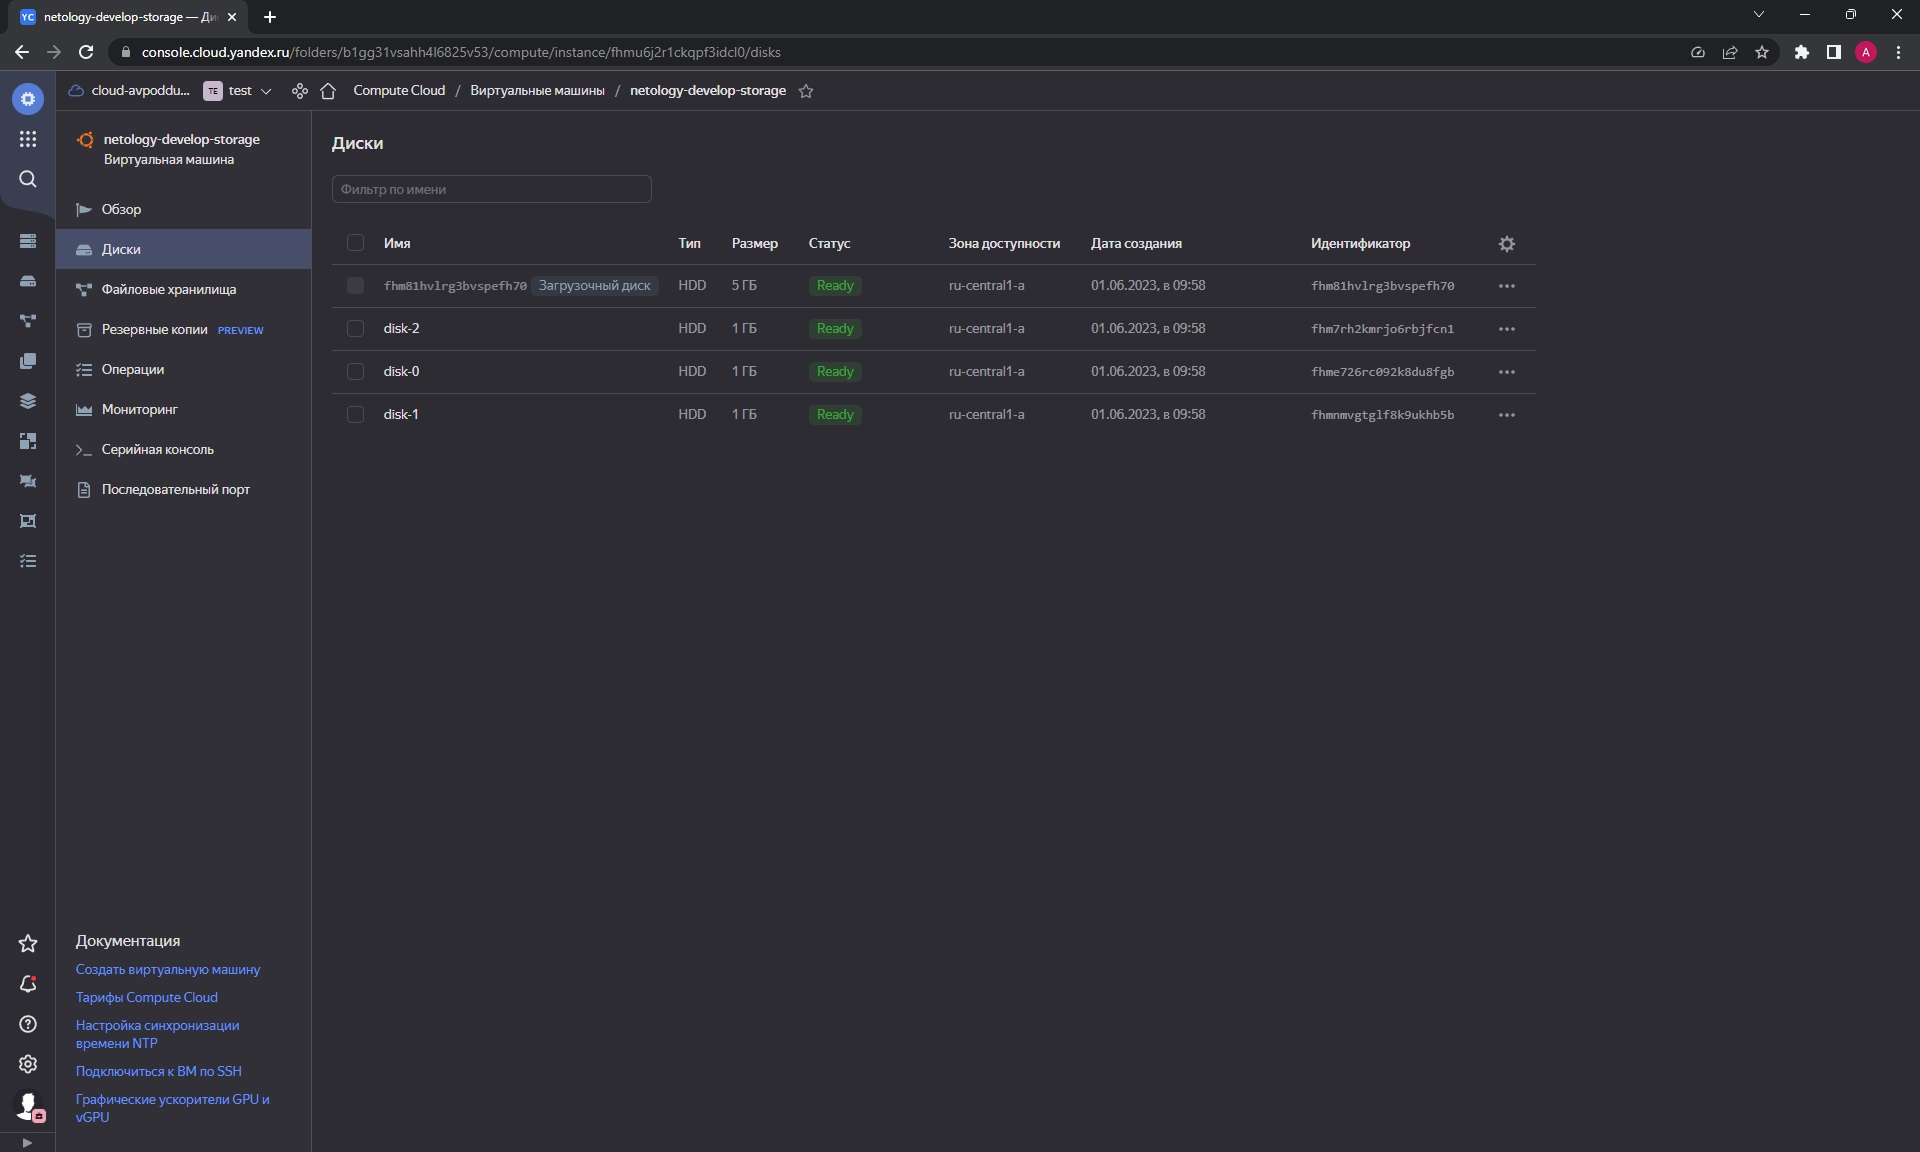 YC netology-develop-storage — Ди
console.cloud.yandex.ru/folders/b1gg31vsahh4l6825v53/compute/instance/fhmu6j2r1ckqpf3idcl0/disks
A
cloud-avpoddu... TE test Compute Cloud / Виртуальные машины / netology-develop-storage
netology-develop-storage
Виртуальная машина
Обзор
Диски
Файловые хранилища
Резервные копии PREVIEW
Операции
Мониторинг
Серийная консоль
Последовательный порт
Документация
Создать виртуальную машину
Тарифы Compute Cloud
Настройка синхронизации
времени NTP
Подключиться к ВМ по SSH
Графические ускорители GPU и
vGPU
Диски
Фильтр по имени
Имя Тип Размер Статус Зона доступности Дата создания Идентификатор
fhm81hvlrg3bvspefh70 Загрузочный диск HDD 5 ГБ Ready ru-central1-a 01.06.2023, в 09:58 fhm81hvlrg3bvspefh70
disk-2 HDD 1 ГБ Ready ru-central1-a 01.06.2023, в 09:58 fhm7rh2kmrjo6rbjfcn1
disk-0 HDD 1 ГБ Ready ru-central1-a 01.06.2023, в 09:58 fhme726rc092k8du8fgb
disk-1 HDD 1 ГБ Ready ru-central1-a 01.06.2023, в 09:58 fhmnmvgtglf8k9ukhb5b